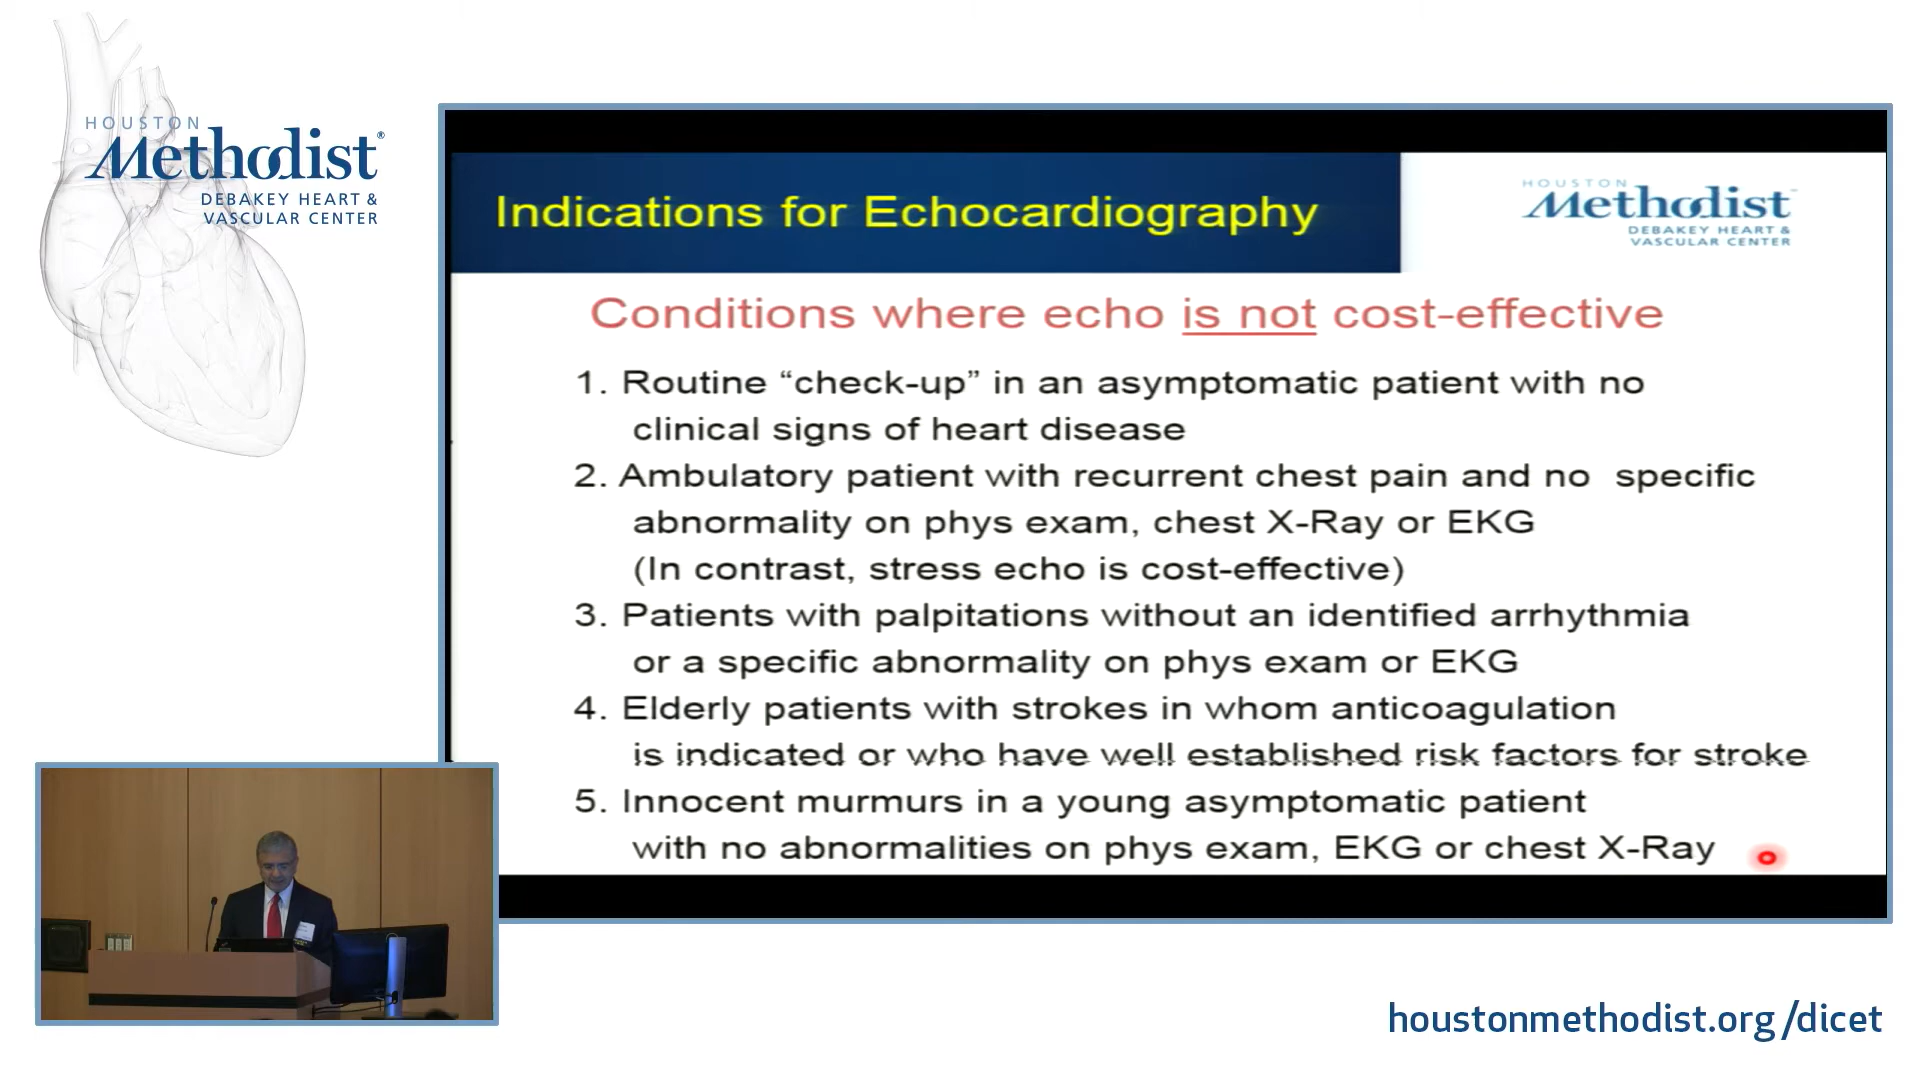 HOUSTON
Methodist®
DEBAKEY HEART &
VASCULAR CENTER
Indications for Echocardiography
HOUSTON
Methodist
DEBAKEY HEART &
VASCULAR CENTER
Conditions where echo is not cost-effective
1. Routine “check-up” in an asymptomatic patient with no
clinical signs of heart disease
2. Ambulatory patient with recurrent chest pain and no specific
abnormality on phys exam, chest X-Ray or EKG
(In contrast, stress echo is cost-effective)
3. Patients with palpitations without an identified arrhythmia
or a specific abnormality on phys exam or EKG
4. Elderly patients with strokes in whom anticoagulation
is indicated or who have well established risk factors for stroke
5. Innocent murmurs in a young asymptomatic patient
with no abnormalities on phys exam, EKG or chest X-Ray
houstonmethodist.org/dicet